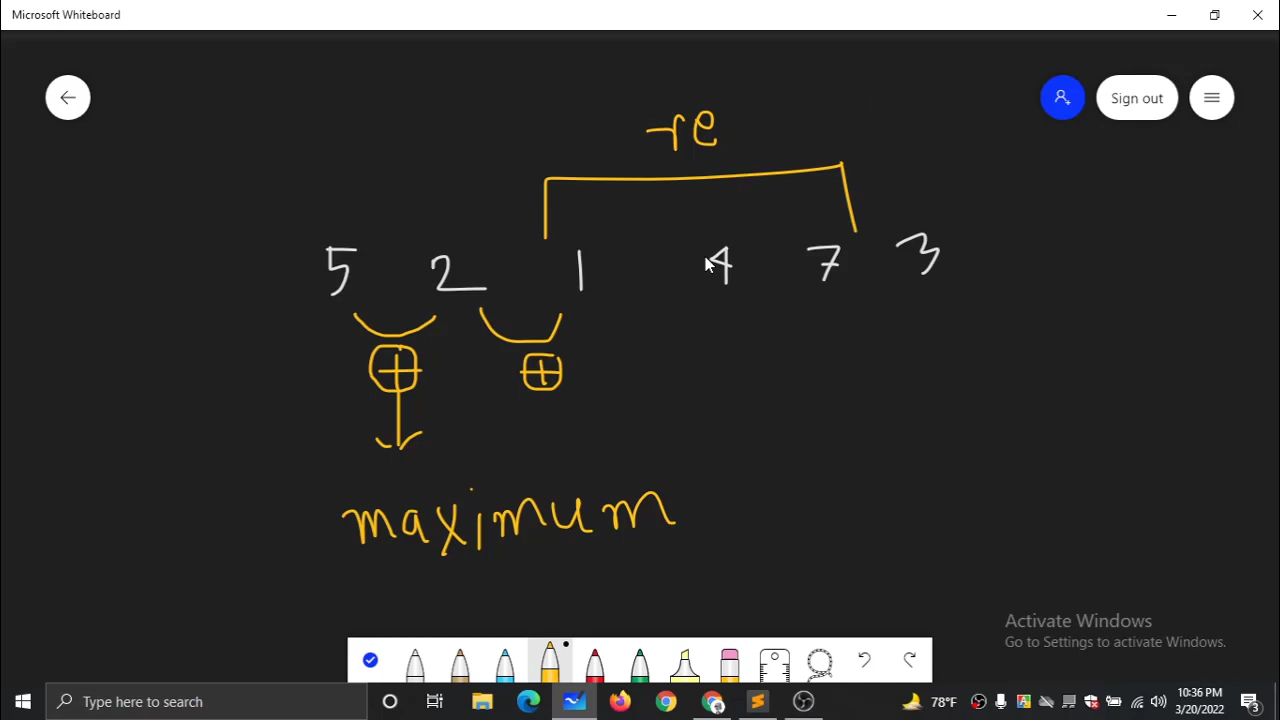 Microsoft Whiteboard
Sign out
-re
5 2 1 4 7 3
+ +
maximum
Activate Windows
Go to Settings to activate Windows.
Type here to search
78°F
10:36 PM
3/20/2022
3